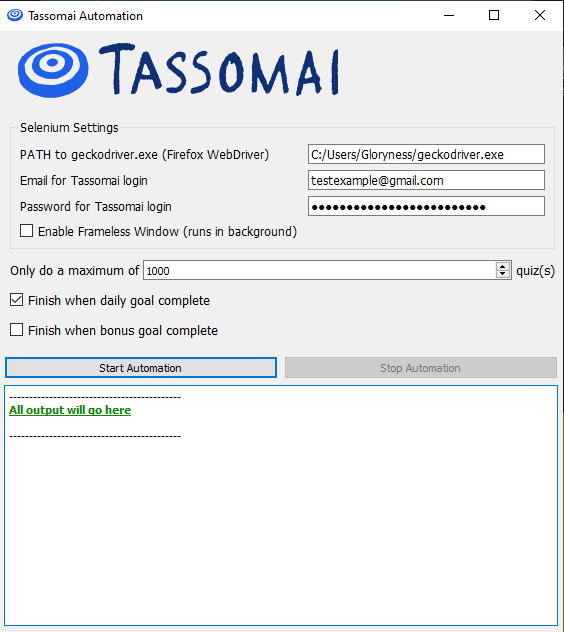 Tassomai Automation
TASSOMAI
Selenium Settings
PATH to geckodriver.exe (Firefox WebDriver) C:/Users/Gloryness/geckodriver.exe
Email for Tassomai login testexample@gmail.com
Password for Tassomai login ●●●●●●●●●●●●●●●●●●●●●●●●●
Enable Frameless Window (runs in background)
Only do a maximum of 1000 quiz(s)
Finish when daily goal complete
Finish when bonus goal complete
Start Automation Stop Automation
-------------------------------------------
All output will go here
-------------------------------------------